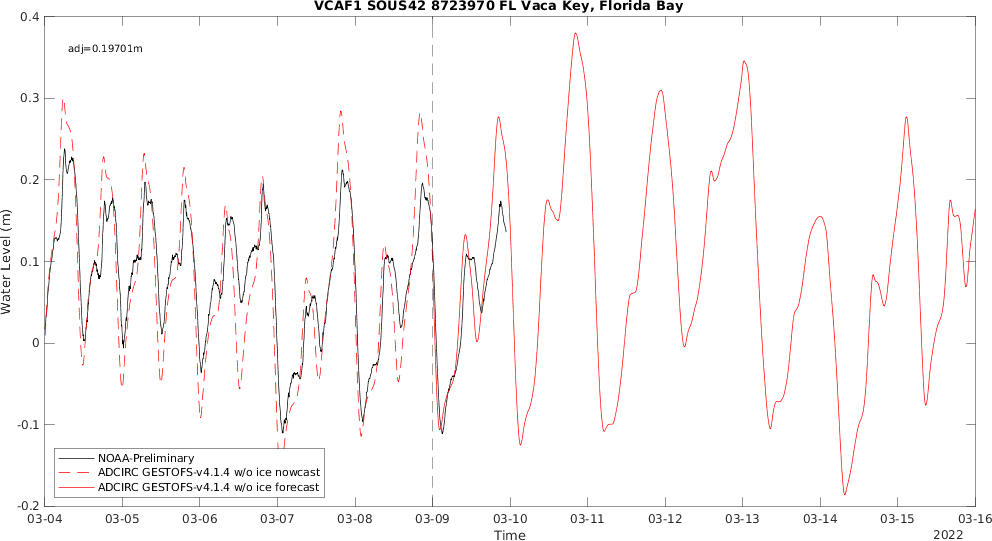 VCAF1 SOUS42 8723970 FL Vaca Key, Florida Bay
adj=0.19701m
0.4
0.3
0.2
0.1
0
-0.1
-0.2
Water Level (m)
NOAA-Preliminary
ADCIRC GESTOFS-v4.1.4 w/o ice nowcast
ADCIRC GESTOFS-v4.1.4 w/o ice forecast
03-04 03-05 03-06 03-07 03-08 03-09 03-10 03-11 03-12 03-13 03-14 03-15 03-16
Time
2022